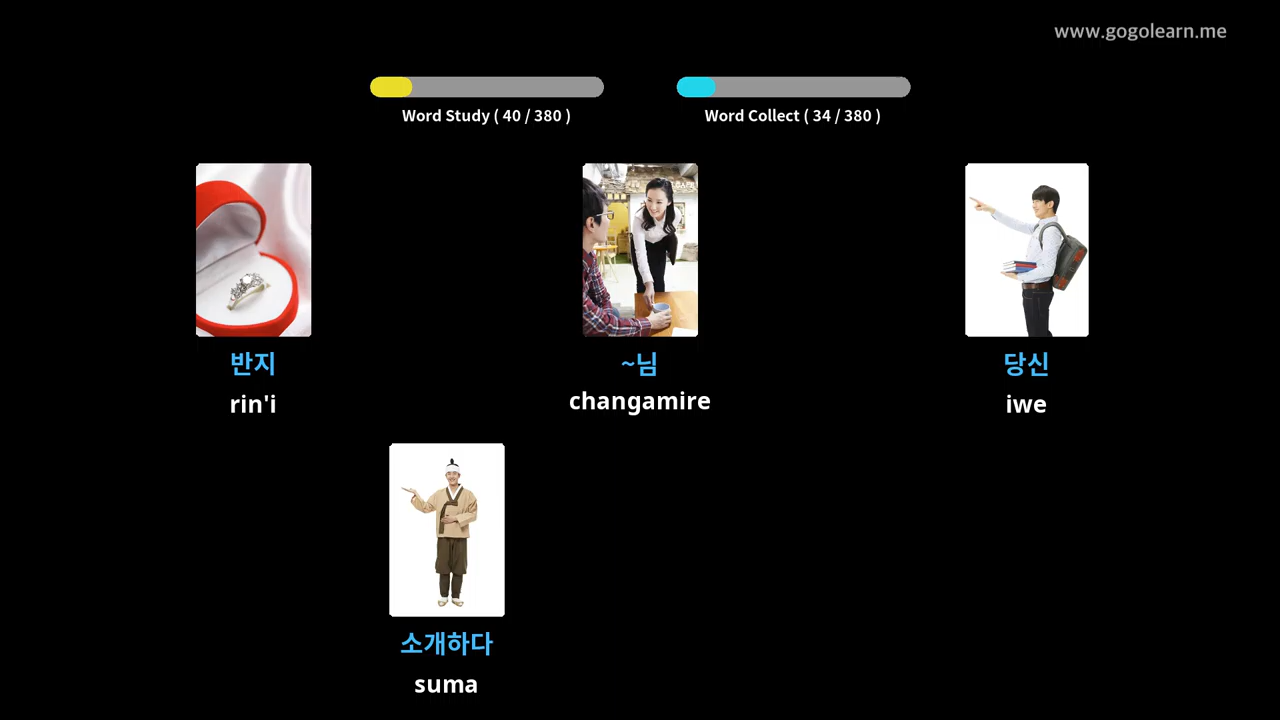 www.gogolearn.me
Word Study ( 40 / 380 )
Word Collect ( 34 / 380 )
반지
rin'i
~님
changamire
당신
iwe
소개하다
suma